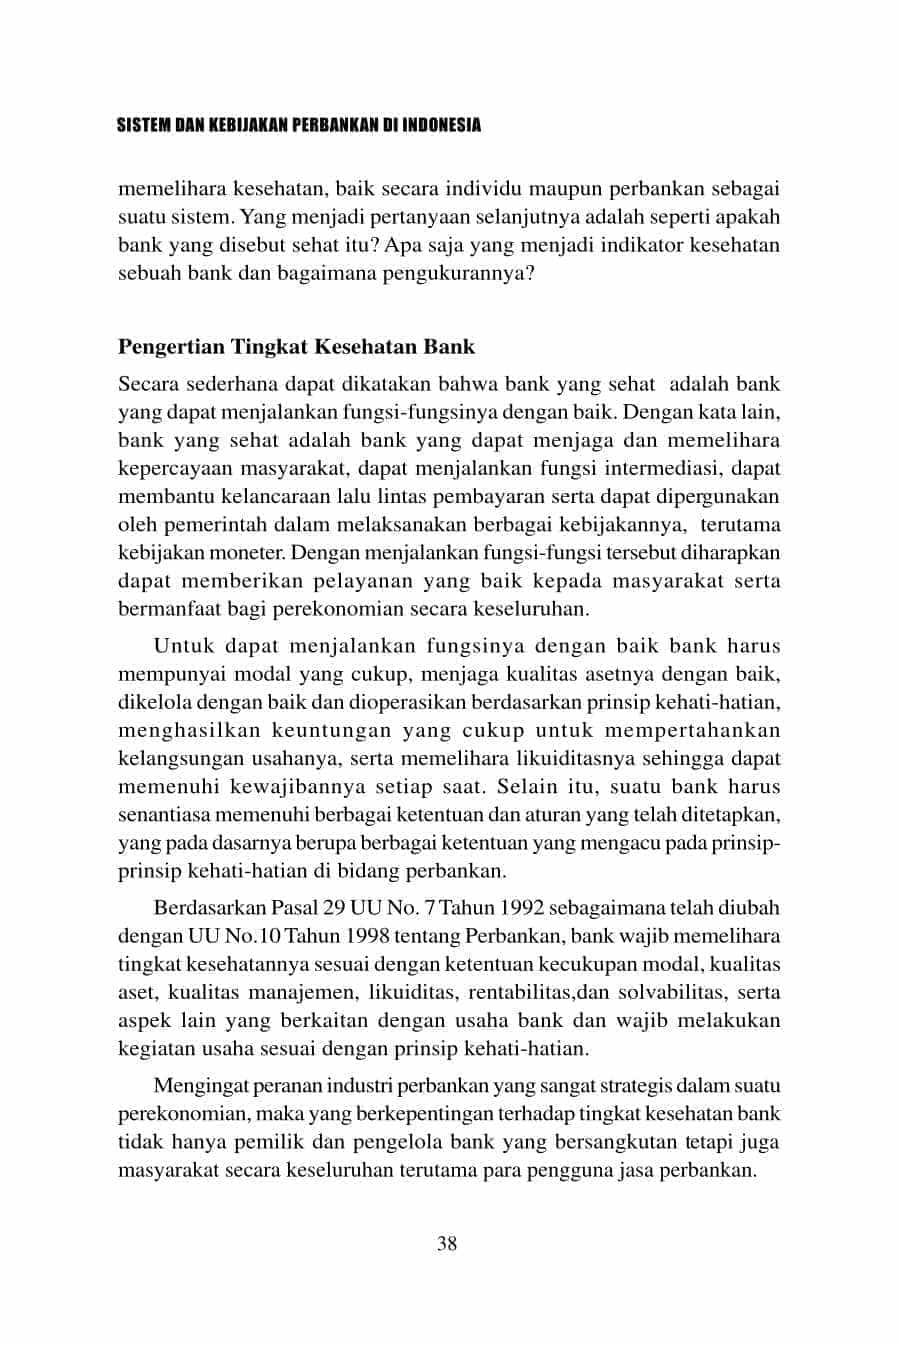 SISTEM DAN KEBIJAKAN PERBANKAN DI INDONESIA
memelihara kesehatan, baik secara individu maupun perbankan sebagai
suatu sistem. Yang menjadi pertanyaan selanjutnya adalah seperti apakah
bank yang disebut sehat itu? Apa saja yang menjadi indikator kesehatan
sebuah bank dan bagaimana pengukurannya?
Pengertian Tingkat Kesehatan Bank
Secara sederhana dapat dikatakan bahwa bank yang sehat adalah bank
yang dapat menjalankan fungsi-fungsinya dengan baik. Dengan kata lain,
bank yang sehat adalah bank yang dapat menjaga dan memelihara
kepercayaan masyarakat, dapat menjalankan fungsi intermediasi, dapat
membantu kelancaraan lalu lintas pembayaran serta dapat dipergunakan
oleh pemerintah dalam melaksanakan berbagai kebijakannya, terutama
kebijakan moneter. Dengan menjalankan fungsi-fungsi tersebut diharapkan
dapat memberikan pelayanan yang baik kepada masyarakat serta
bermanfaat bagi perekonomian secara keseluruhan.
Untuk dapat menjalankan fungsinya dengan baik bank harus
mempunyai modal yang cukup, menjaga kualitas asetnya dengan baik,
dikelola dengan baik dan dioperasikan berdasarkan prinsip kehati-hatian,
menghasilkan keuntungan yang cukup untuk mempertahankan
kelangsungan usahanya, serta memelihara likuiditasnya sehingga dapat
memenuhi kewajibannya setiap saat. Selain itu, suatu bank harus
senantiasa memenuhi berbagai ketentuan dan aturan yang telah ditetapkan,
yang pada dasarnya berupa berbagai ketentuan yang mengacu pada prinsip-
prinsip kehati-hatian di bidang perbankan.
Berdasarkan Pasal 29 UU No. 7 Tahun 1992 sebagaimana telah diubah
dengan UU No.10 Tahun 1998 tentang Perbankan, bank wajib memelihara
tingkat kesehatannya sesuai dengan ketentuan kecukupan modal, kualitas
aset, kualitas manajemen, likuiditas, rentabilitas,dan solvabilitas, serta
aspek lain yang berkaitan dengan usaha bank dan wajib melakukan
kegiatan usaha sesuai dengan prinsip kehati-hatian.
Mengingat peranan industri perbankan yang sangat strategis dalam suatu
perekonomian, maka yang berkepentingan terhadap tingkat kesehatan bank
tidak hanya pemilik dan pengelola bank yang bersangkutan tetapi juga
masyarakat secara keseluruhan terutama para pengguna jasa perbankan.
38